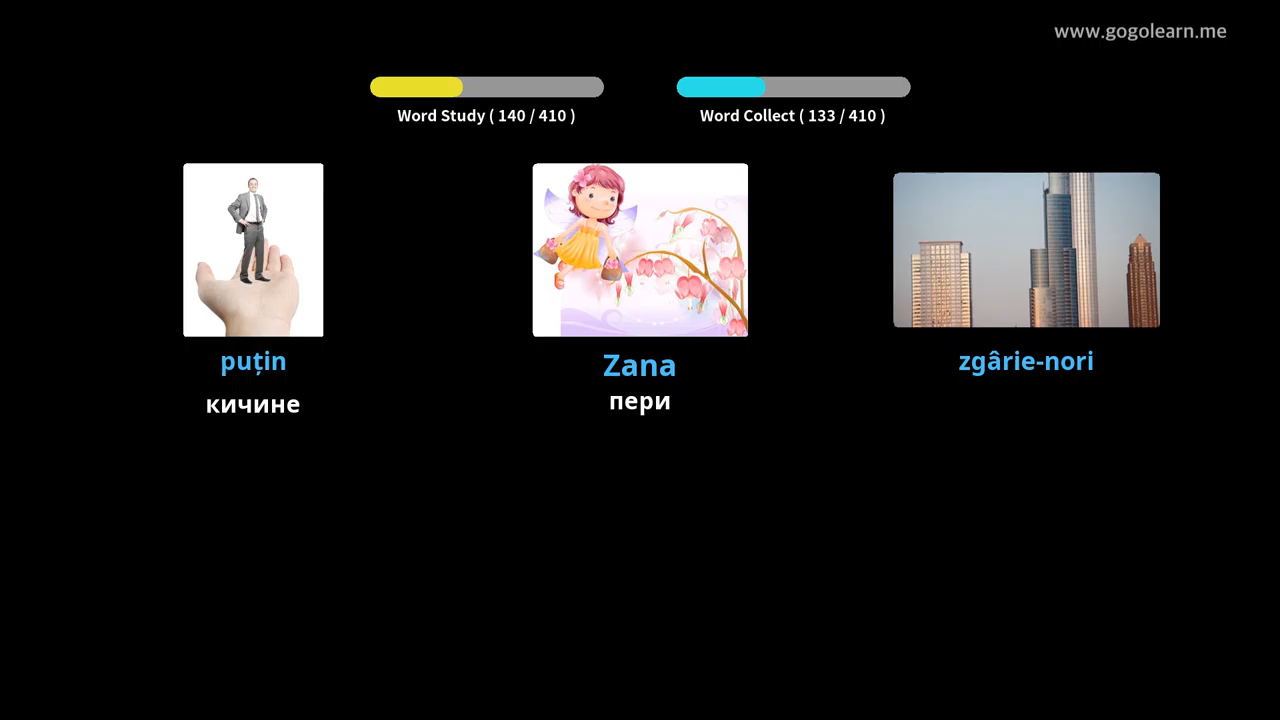 www.gogolearn.me
Word Study ( 140 / 410 )
Word Collect ( 133 / 410 )
puțin
кичине
Zana
пери
zgârie-nori